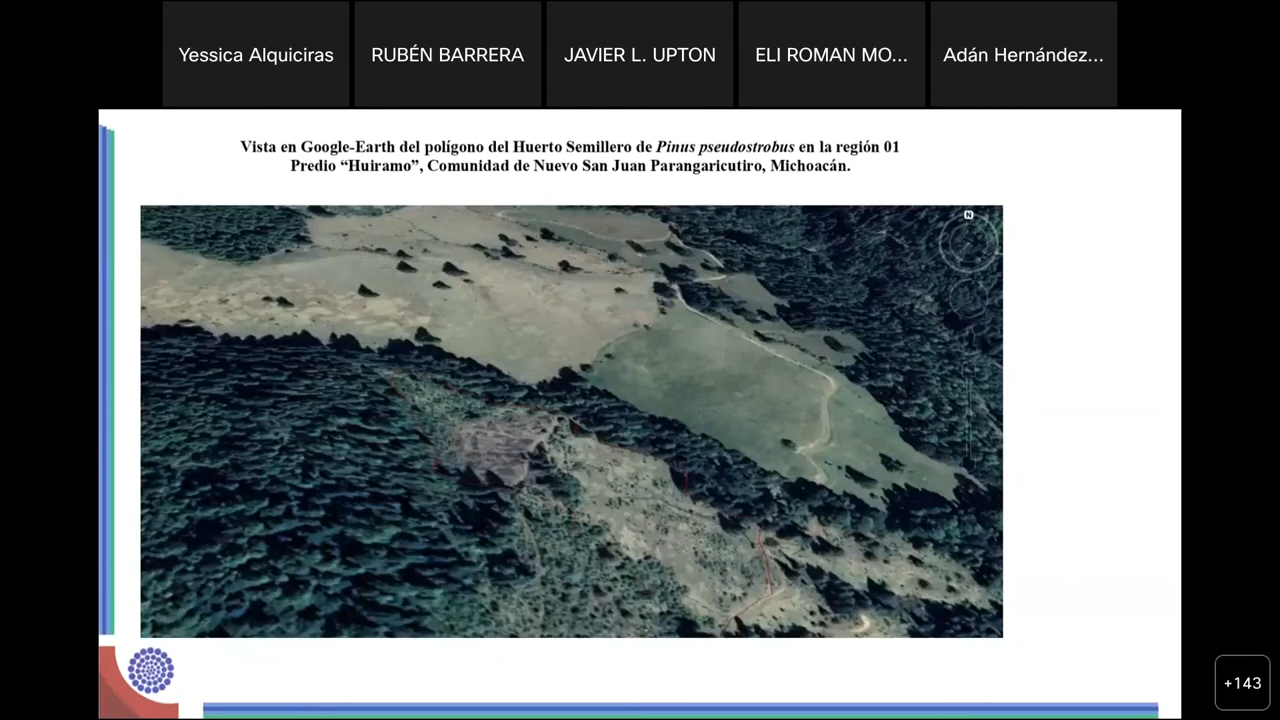 Yessica Alquiciras
RUBÉN BARRERA
JAVIER L. UPTON
ELI ROMAN MO...
Adán Hernández...
Vista en Google-Earth del polígono del Huerto Semillero de Pinus pseudostrobus en la región 01
Predio “Huiramo”, Comunidad de Nuevo San Juan Parangaricutiro, Michoacán.
N
+143